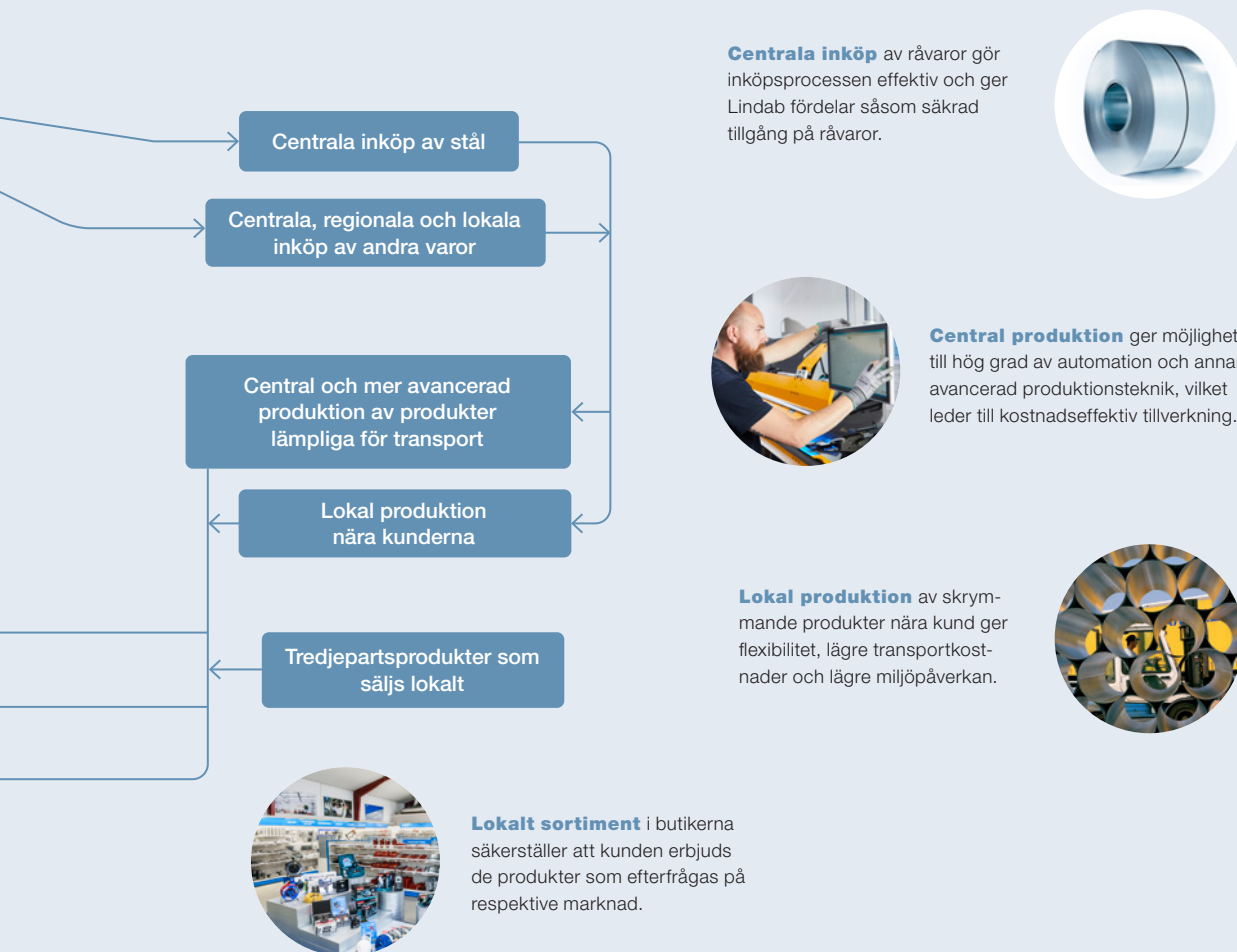 Centrala inköp av råvaror gör
inköpsprocessen effektiv och ger
Lindab fördelar såsom säkrad
tillgång på råvaror.
Centrala inköp av stål
Centrala, regionala och lokala
inköp av andra varor
Central och mer avancerad
produktion av produkter
lämpliga för transport
Central produktion ger möjlighet
till hög grad av automation och
avancerad produktionsteknik, vilket
leder till kostnadseffektiv tillverkning.
Lokal produktion
nära kunderna
Lokal produktion av skrym-
mande produkter nära kund ger
flexibilitet, lägre transportkost-
nader och lägre miljöpåverkan.
Tredjepartsprodukter som
säljs lokalt
Lokalt sortiment i butikerna
säkerställer att kunden erbjuds
de produkter som efterfrågas på
respektive marknad.